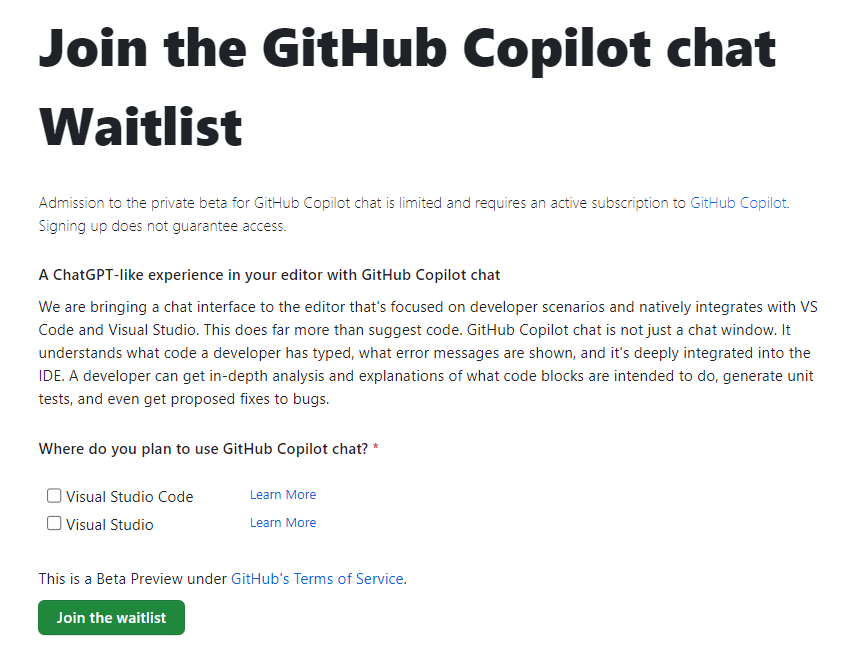 Join the GitHub Copilot chat
Waitlist
Admission to the private beta for GitHub Copilot chat is limited and requires an active subscription to GitHub Copilot.
Signing up does not guarantee access.
A ChatGPT-like experience in your editor with GitHub Copilot chat
We are bringing a chat interface to the editor that's focused on developer scenarios and natively integrates with VS
Code and Visual Studio. This does far more than suggest code. GitHub Copilot chat is not just a chat window. It
understands what code a developer has typed, what error messages are shown, and it's deeply integrated into the
IDE. A developer can get in-depth analysis and explanations of what code blocks are intended to do, generate unit
tests, and even get proposed fixes to bugs.
Where do you plan to use GitHub Copilot chat? *
Visual Studio Code Learn More
Visual Studio Learn More
This is a Beta Preview under GitHub's Terms of Service.
Join the waitlist